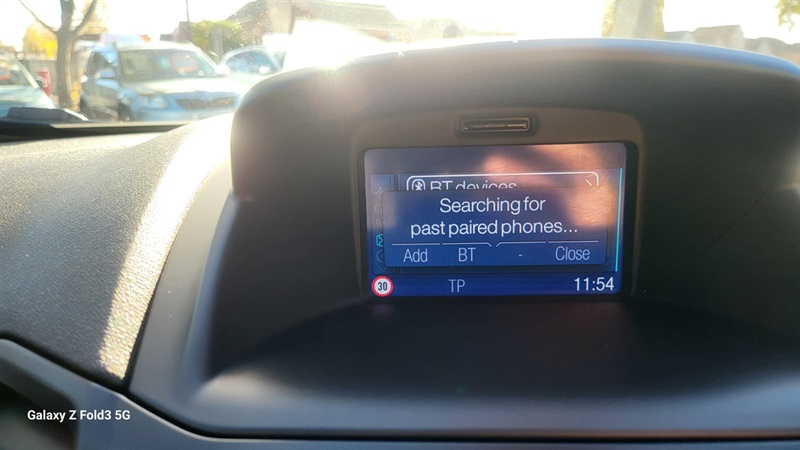 BT devices
Searching for
past paired phones...
Add BT - Close
30 TP 11:54
Galaxy Z Fold3 5G